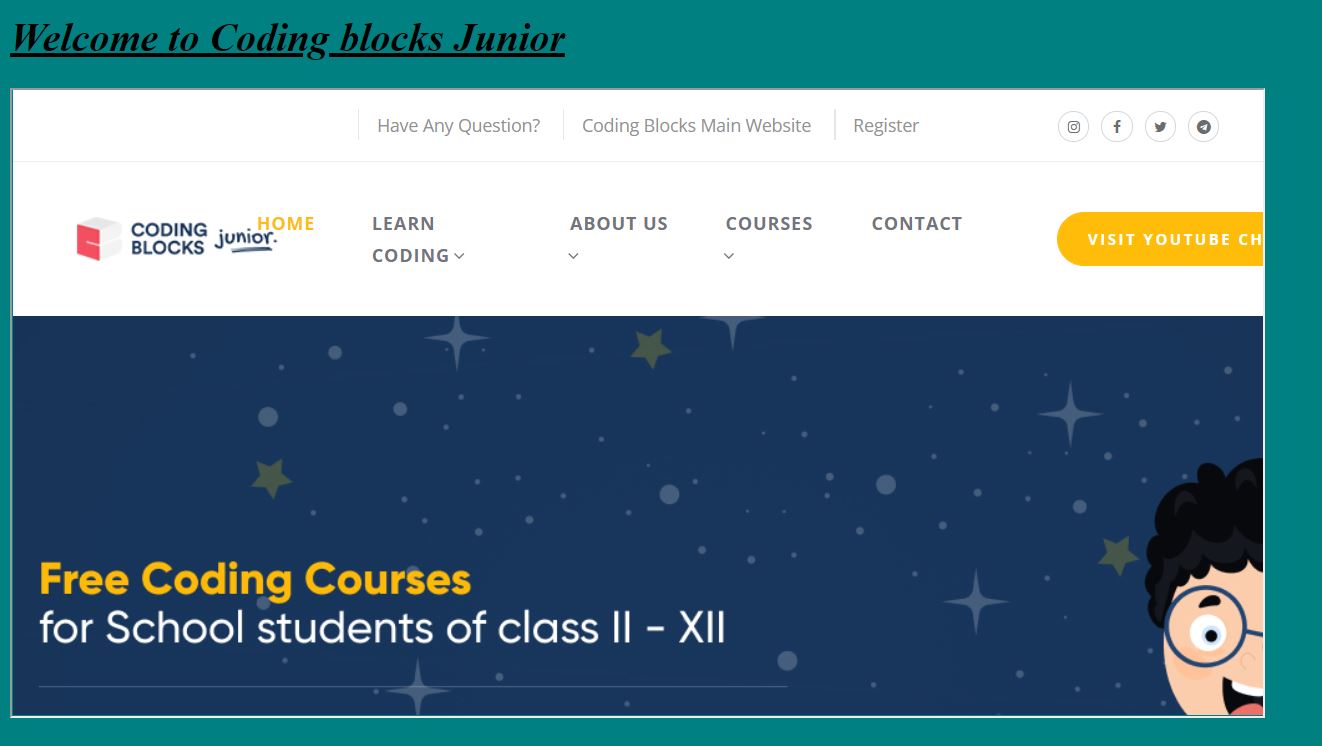 Welcome to Coding blocks Junior
Have Any Question? Coding Blocks Main Website Register
CODING BLOCKS junior.
HOME LEARN CODING ABOUT US COURSES CONTACT
VISIT YOUTUBE CH
Free Coding Courses
for School students of class II - XII